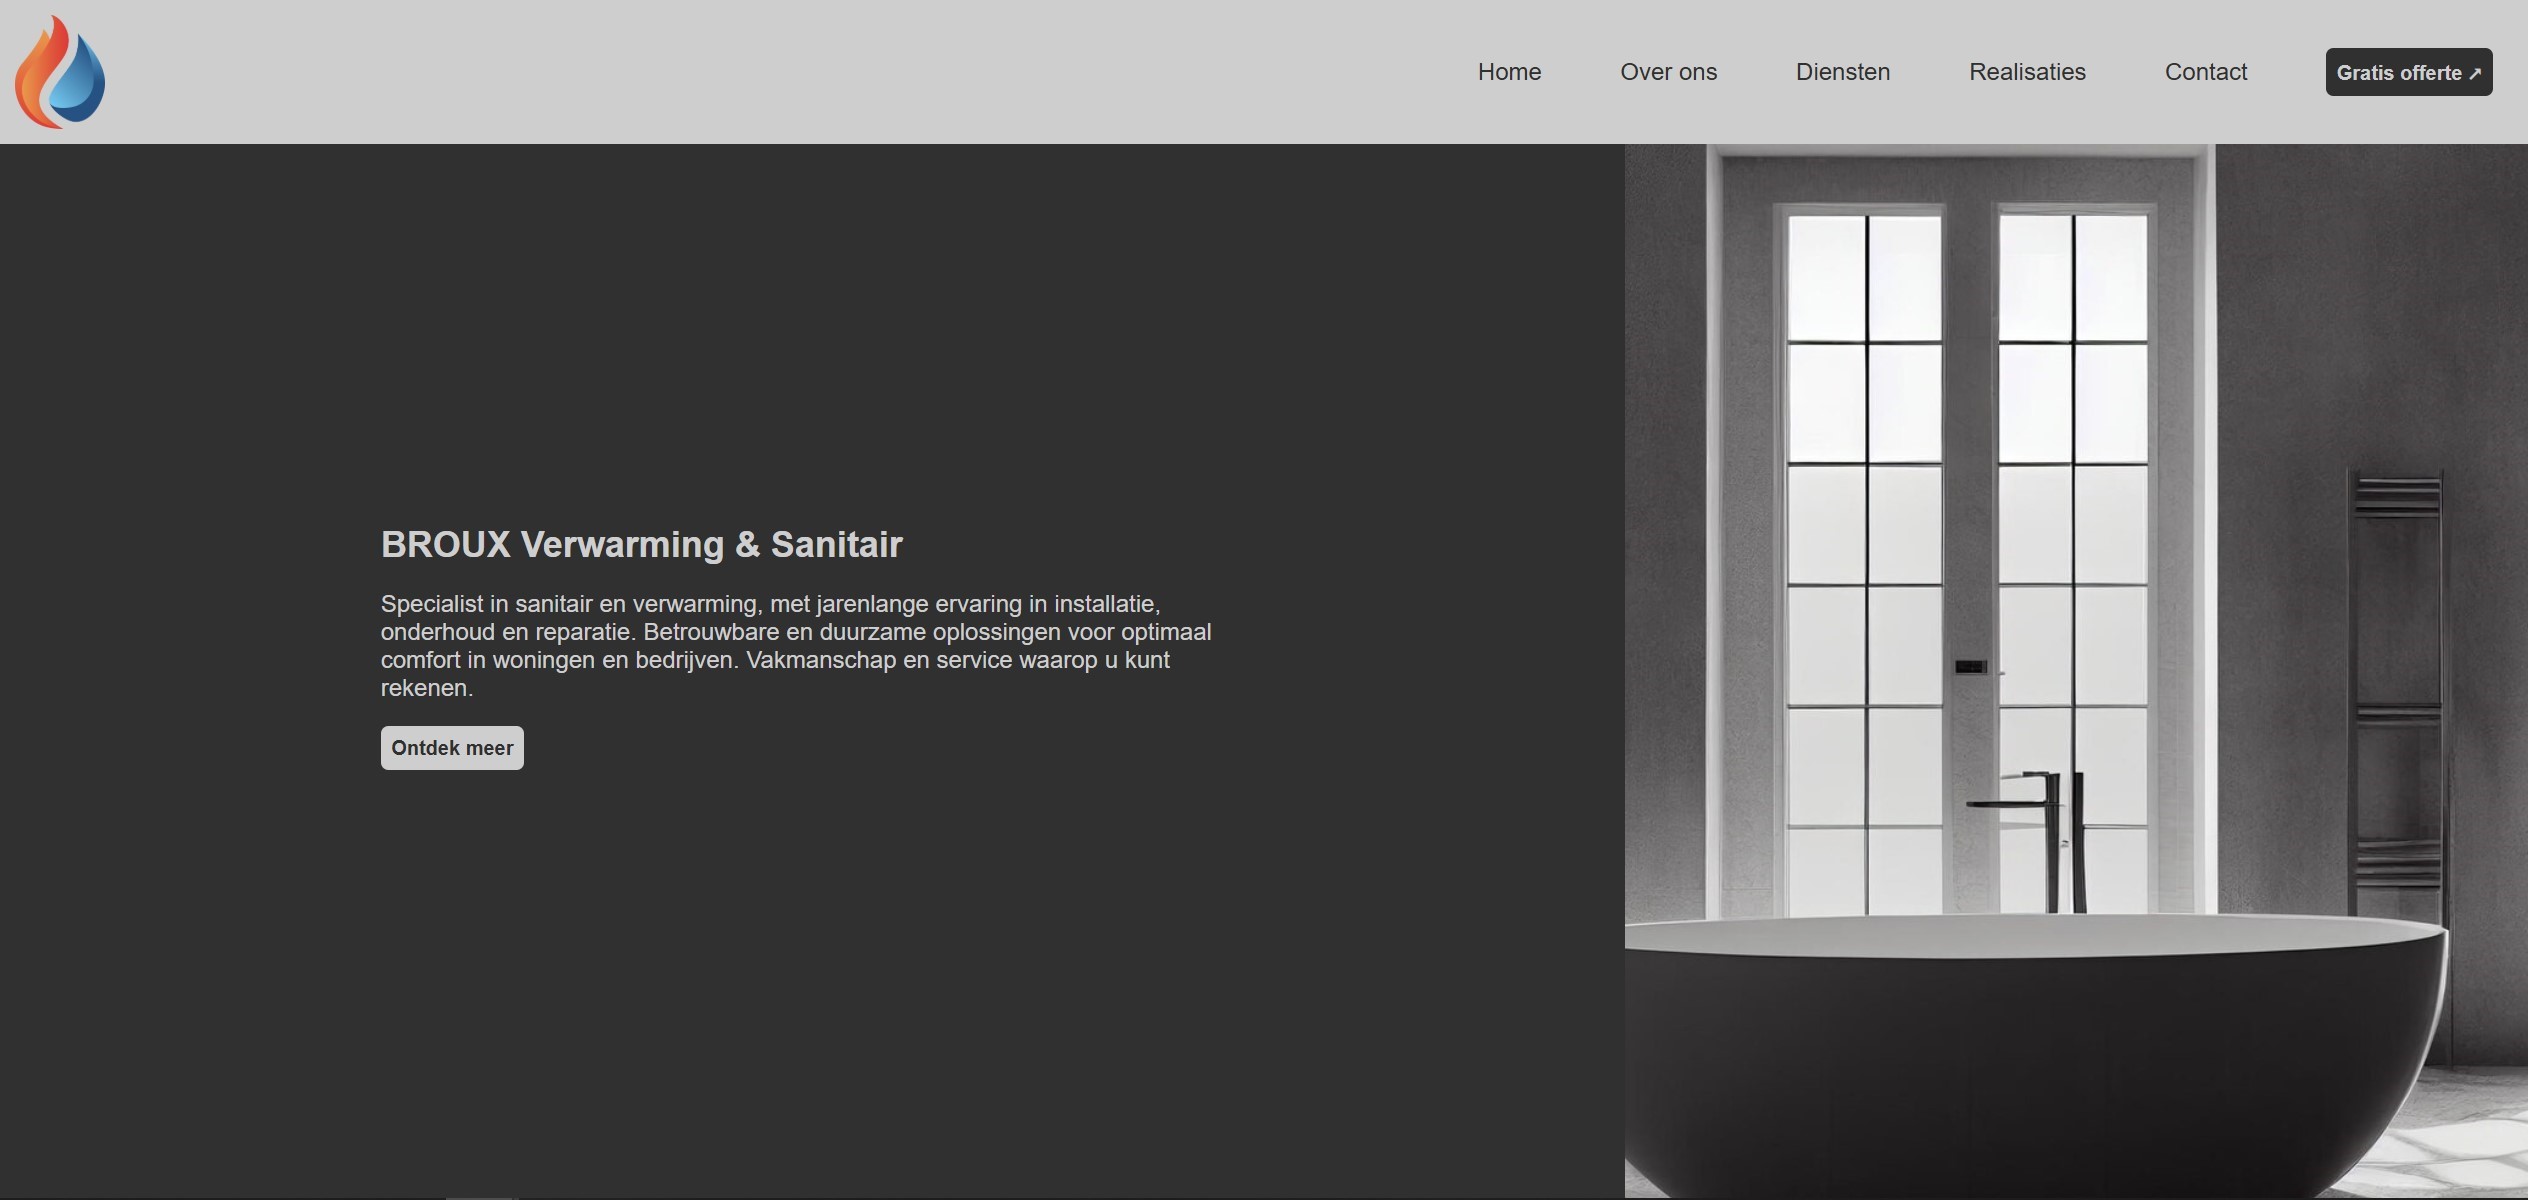 Home
Over ons
Diensten
Realisaties
Contact
Gratis offerte ➚
BROUX Verwarming & Sanitair
Specialist in sanitair en verwarming, met jarenlange ervaring in installatie,
onderhoud en reparatie. Betrouwbare en duurzame oplossingen voor optimaal
comfort in woningen en bedrijven. Vakmanschap en service waarop u kunt
rekenen.
Ontdek meer